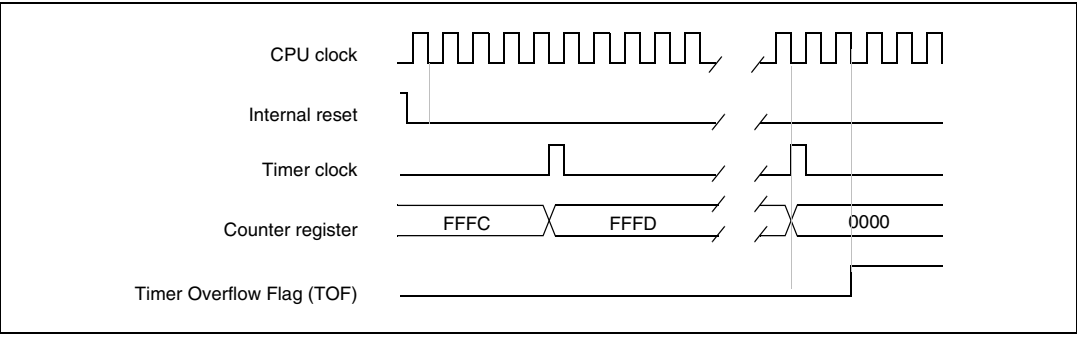 CPU clock
Internal reset
Timer clock
Counter register FFFC FFFD 0000
Timer Overflow Flag (TOF)